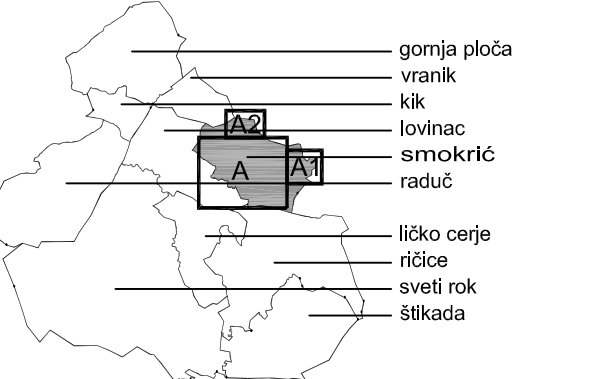 gornja ploča
vranik
kik
lovinac
smokrić
raduč
ličko cerje
ričice
sveti rok
štikada
A2
A
A1